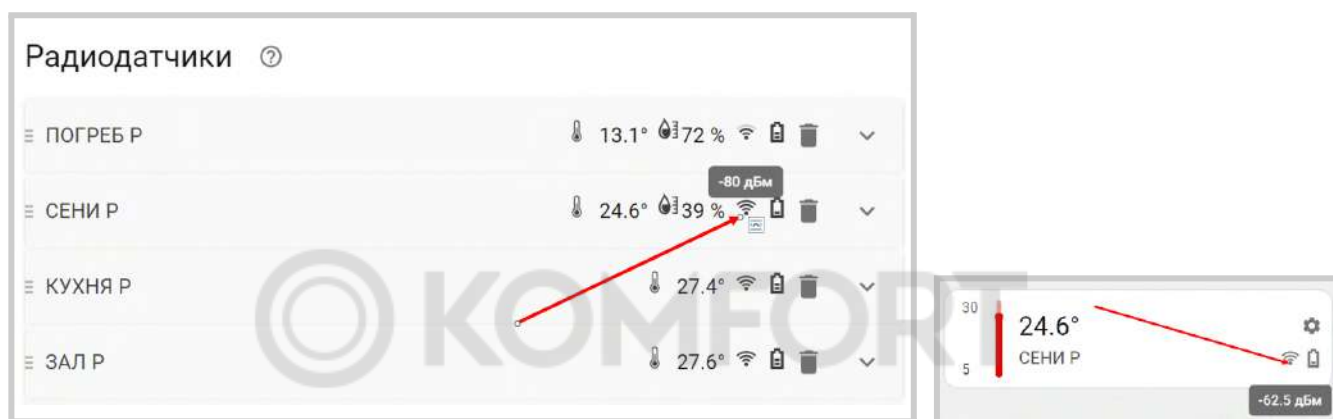 Радиодатчики ?
ПОГРЕБ Р 13.1° 72 %
-80 дБм
СЕНИ Р 24.6° 39 %
КУХНЯ Р 27.4°
ЗАЛ Р 27.6°
KOMFORT
30
24.6°
СЕНИ Р
5
-62.5 дБм